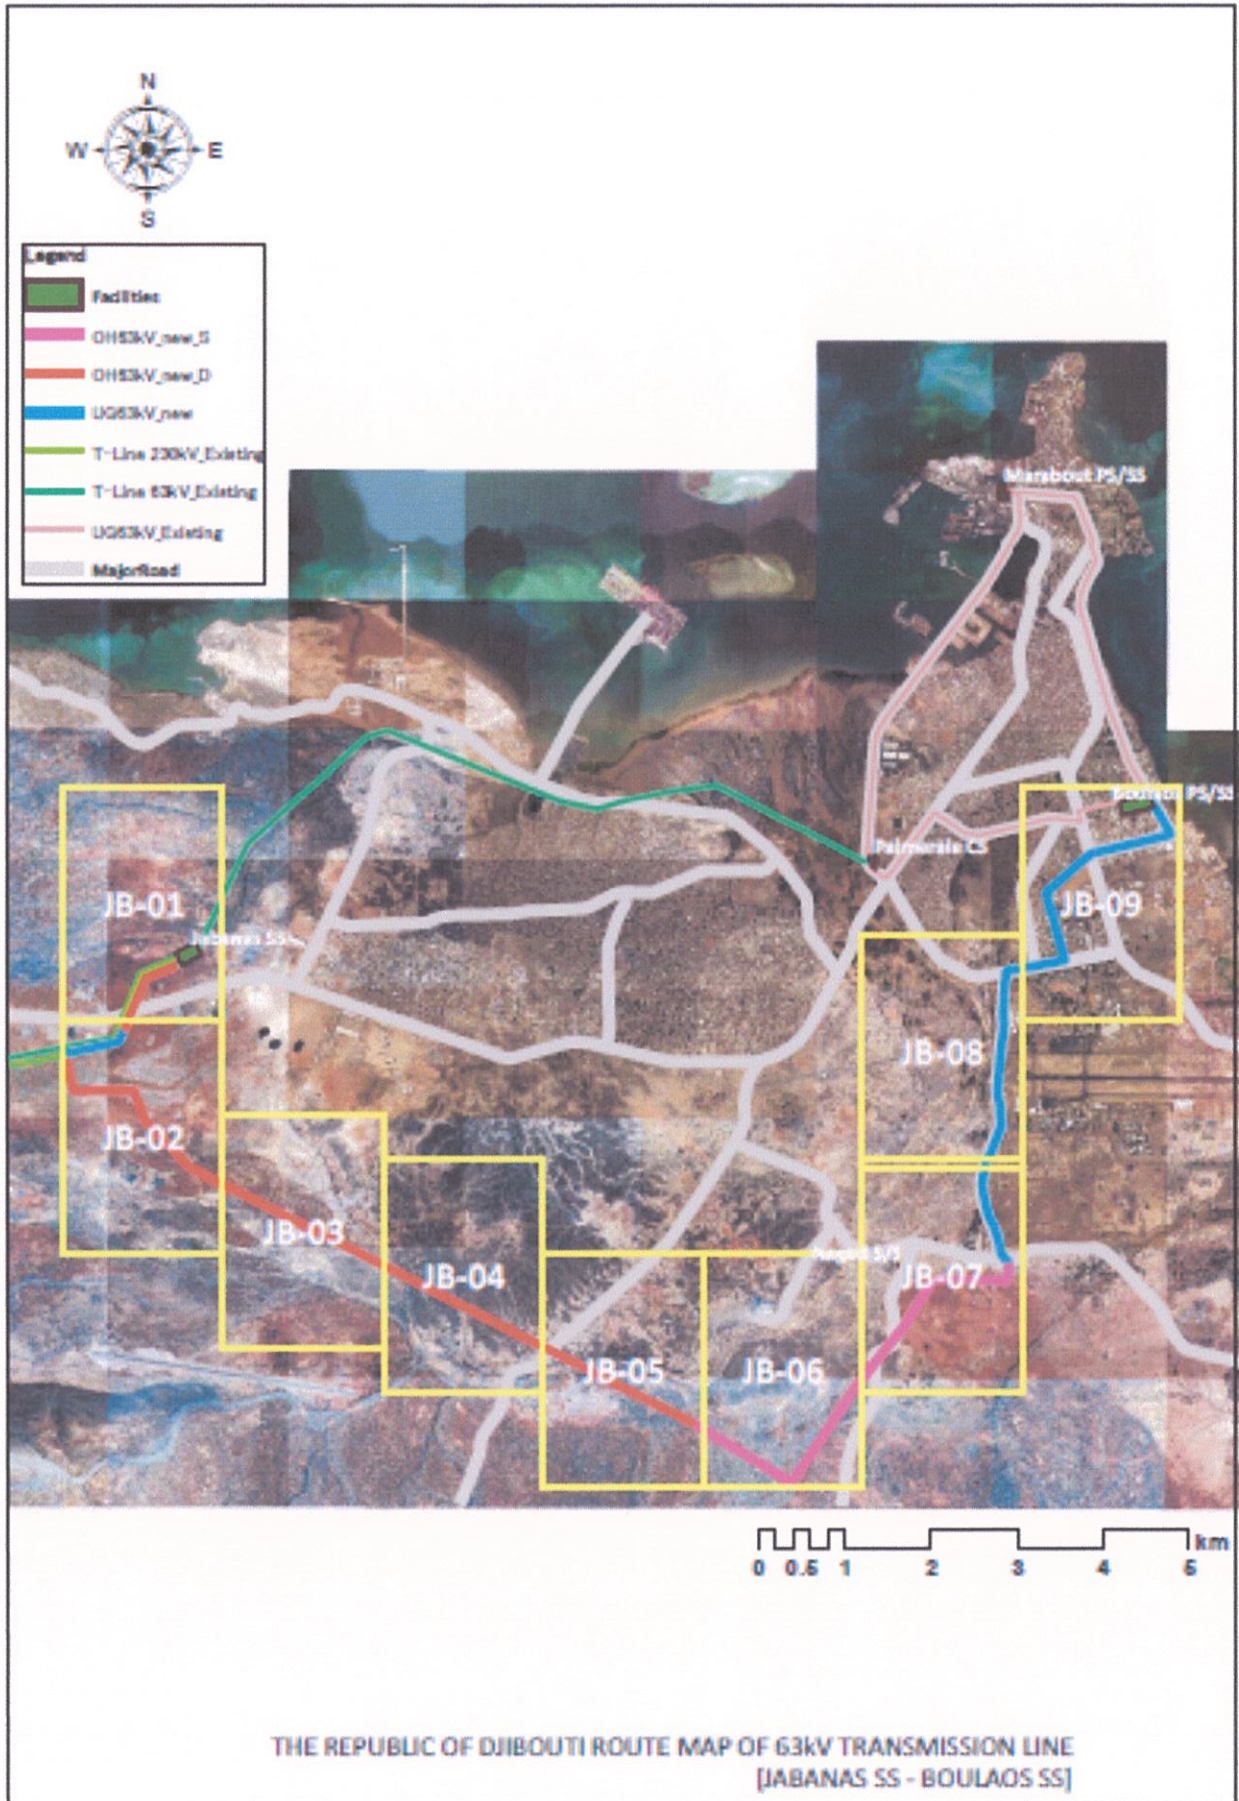 N
W E
S
Legend
Facilities
OH63kV_new_S
OH63kV_new_D
UG63kV_new
T-Line 230kV_Existing
T-Line 63kV_Existing
UG63kV_Existing
MajorRoad
Marabout PS/SS
Boulaos PS/SS
Palmeraie CS
JB-01
JB-09
Jabanas SS
JB-08
JB-02
JB-03
S/S
JB-04
JB-07
JB-05
JB-06
km
0 0.5 1 2 3 4 5
THE REPUBLIC OF DJIBOUTI ROUTE MAP OF 63kV TRANSMISSION LINE
[JABANAS SS - BOULAOS SS]